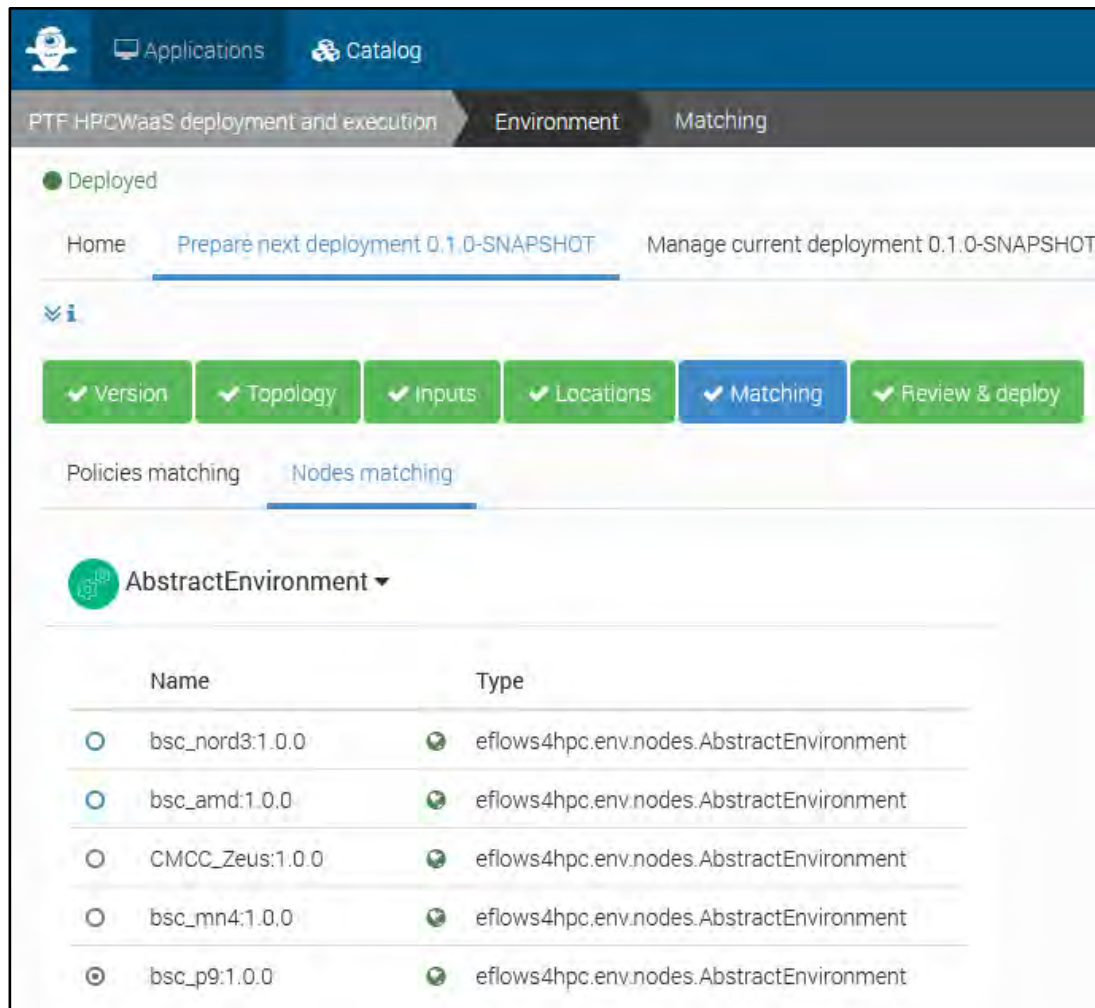 Applications Catalog
PTF HPCWaaS deployment and execution Environment Matching
Deployed
Home Prepare next deployment 0.1.0-SNAPSHOT Manage current deployment 0.1.0-SNAPSHOT
Version Topology Inputs Locations Matching Review & deploy
Policies matching Nodes matching
AbstractEnvironment
Name Type
bsc_nord3:1.0.0 eflows4hpc.env.nodes.AbstractEnvironment
bsc_amd:1.0.0 eflows4hpc.env.nodes.AbstractEnvironment
CMCC_Zeus:1.0.0 eflows4hpc.env.nodes.AbstractEnvironment
bsc_mn4:1.0.0 eflows4hpc.env.nodes.AbstractEnvironment
bsc_p9:1.0.0 eflows4hpc.env.nodes.AbstractEnvironment